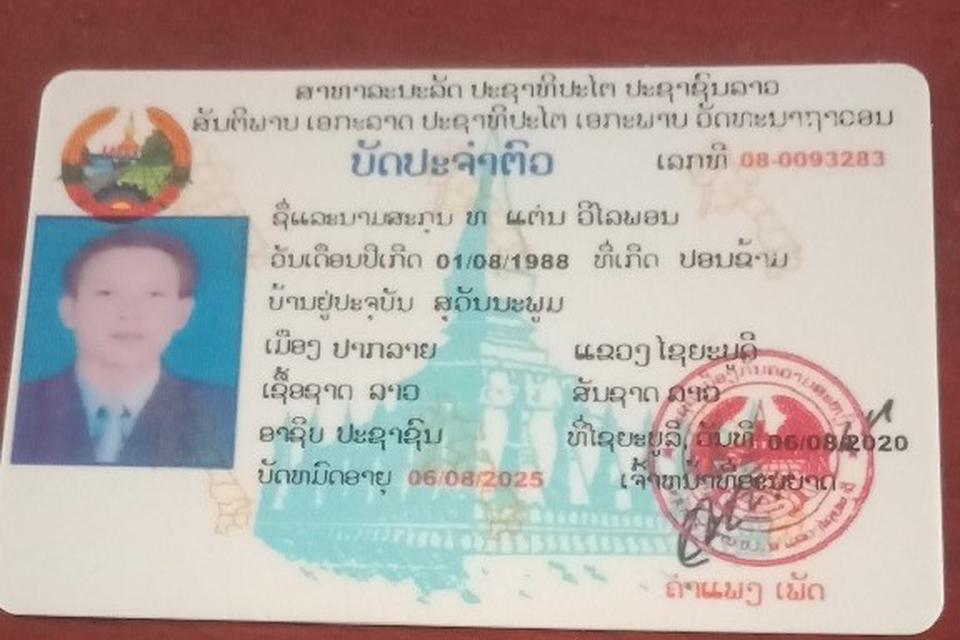 ສາທາລະນະລັດ ປະຊາທິປະໄຕ ປະຊາຊົນລາວ
ສັນຕິພາບ ເອກະລາດ ປະຊາທິປະໄຕ ເອກະພາບ ວັດທະນາຖາວອນ
ບັດປະຈຳຕົວ ເລກທີ 08-0093283
ຊື່ແລະນາມສະກຸນ ທ ແຕ່ນ ວິໄລພອນ
ວັນເດືອນປີເກີດ 01/08/1988 ທີ່ເກີດ ປອນຂ້າມ
ບ້ານຢູ່ປະຈຸບັນ ສຸວັນນະພູມ
ເມືອງ ປາກລາຍ ແຂວງ ໄຊຍະບູລີ
ເຊື້ອຊາດ ລາວ ສັນຊາດ ລາວ
ອາຊີບ ປະຊາຊົນ ທີ່ໄຊຍະບູລີ, ວັນທີ 06/08/2020
ບັດຫມົດອາຍຸ 06/08/2025 ເຈົ້າຫນ້າທີ່ອະນຸຍາດ
ຄຳແພງ ເພັດ